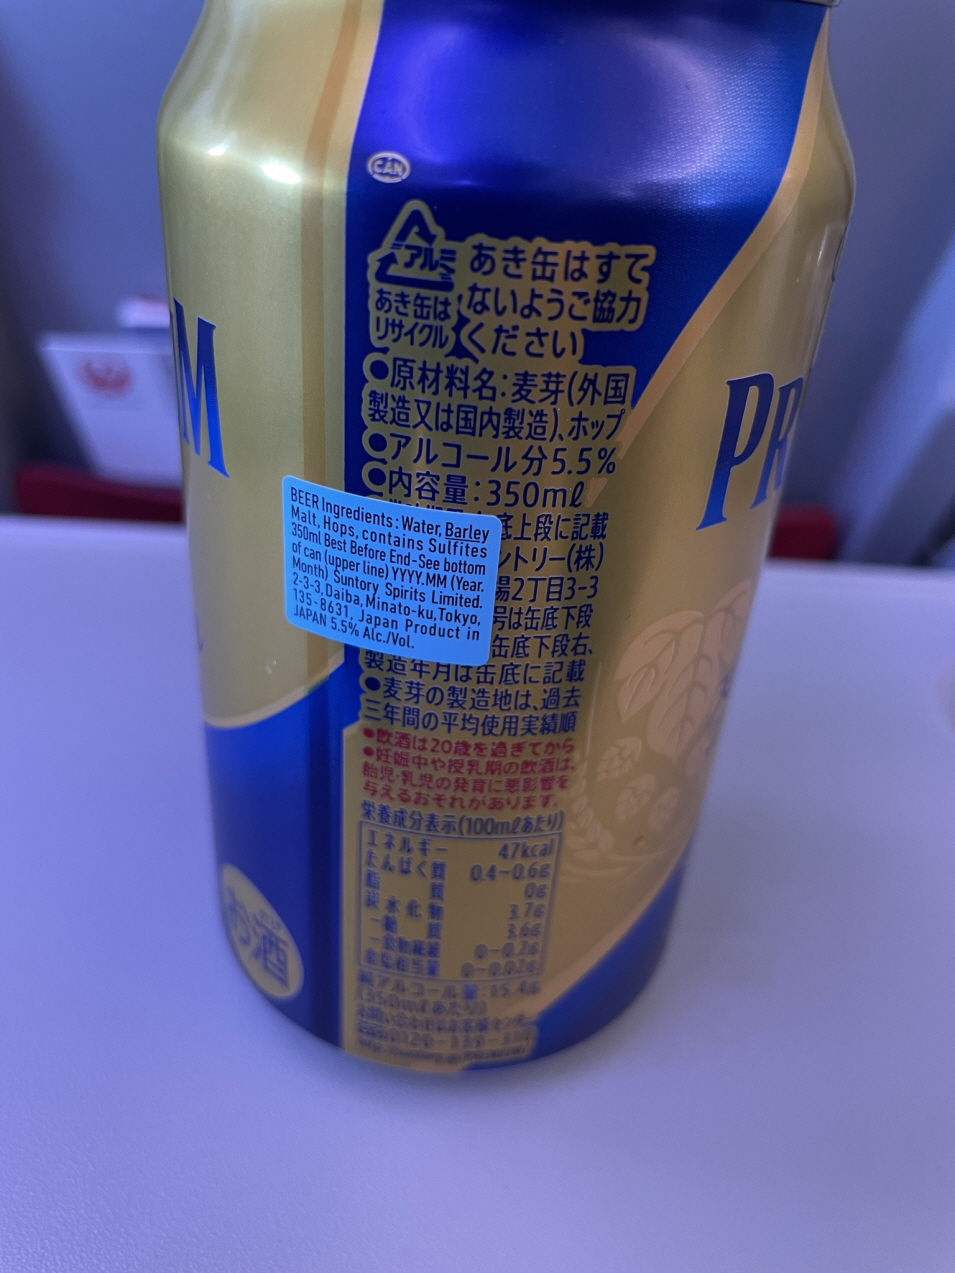 CAN
アルミ
あき缶は
リサイクル
あき缶はすて
ないようご協力
ください
●原材料名:麦芽(外国
製造又は国内製造)、ホップ
●アルコール分5.5%
●内容量:350mℓ
底上段に記載
ントリー(株)
2丁目3-3
号は缶底下段
缶底下段右、
製造年月は缶底に記載
●麦芽の製造地は、過去
三年間の平均使用実績順
●飲酒は20歳を過ぎてから
●妊娠中や授乳期の飲酒は、
胎児・乳児の発育に悪影響を
与えるおそれがあります。
栄養成分表示(100mℓあたり)
エネルギー 47kcal
たんぱく質 0.4~0.6g
脂質 0g
炭水化物 3.7g
-糖質 3.6g
-食物繊維 0~0.2g
食塩相当量 0~0.02g
純アルコール量:15.4g
(350mℓあたり)
BEER Ingredients : Water, Barley
Malt, Hops, contains Sulfites
350ml Best Before End-See bottom
of can (upper line) YYYY.MM (Year.
Month) Suntory Spirits Limited.
2-3-3, Daiba, Minato-ku, Tokyo,
135-8631, Japan Product in
JAPAN 5.5% Alc./Vol.
お酒
M
PR